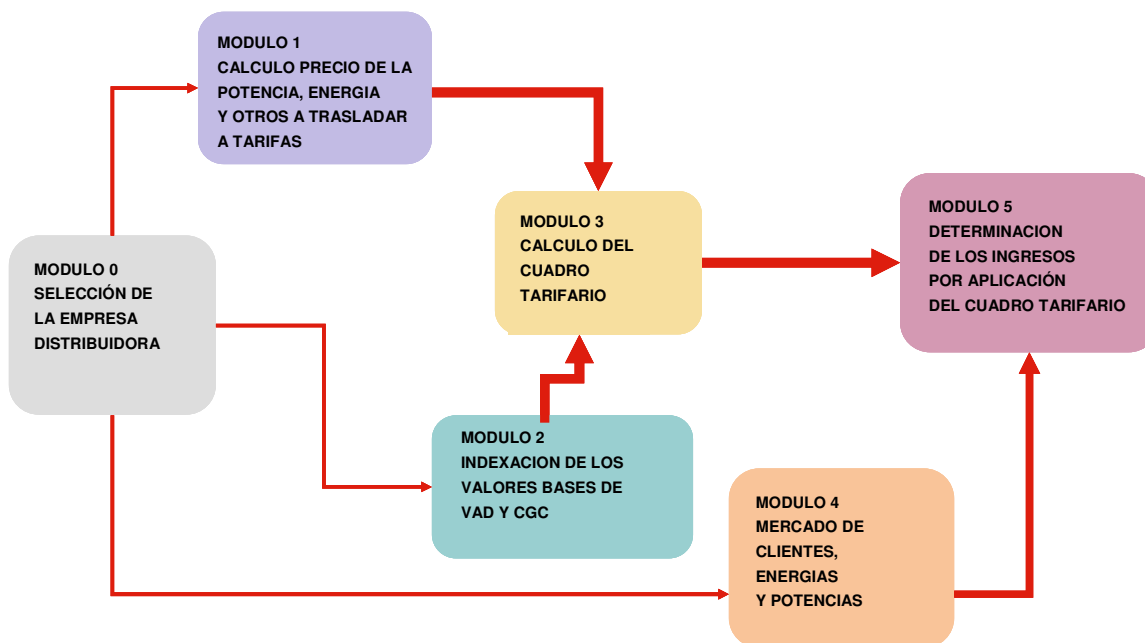 MODULO 1
CALCULO PRECIO DE LA
POTENCIA, ENERGIA
Y OTROS A TRASLADAR
A TARIFAS
MODULO 0
SELECCIÓN DE
LA EMPRESA
DISTRIBUIDORA
MODULO 3
CALCULO DEL
CUADRO
TARIFARIO
MODULO 5
DETERMINACION
DE LOS INGRESOS
POR APLICACIÓN
DEL CUADRO TARIFARIO
MODULO 2
INDEXACION DE LOS
VALORES BASES DE
VAD Y CGC
MODULO 4
MERCADO DE
CLIENTES,
ENERGIAS
Y POTENCIAS